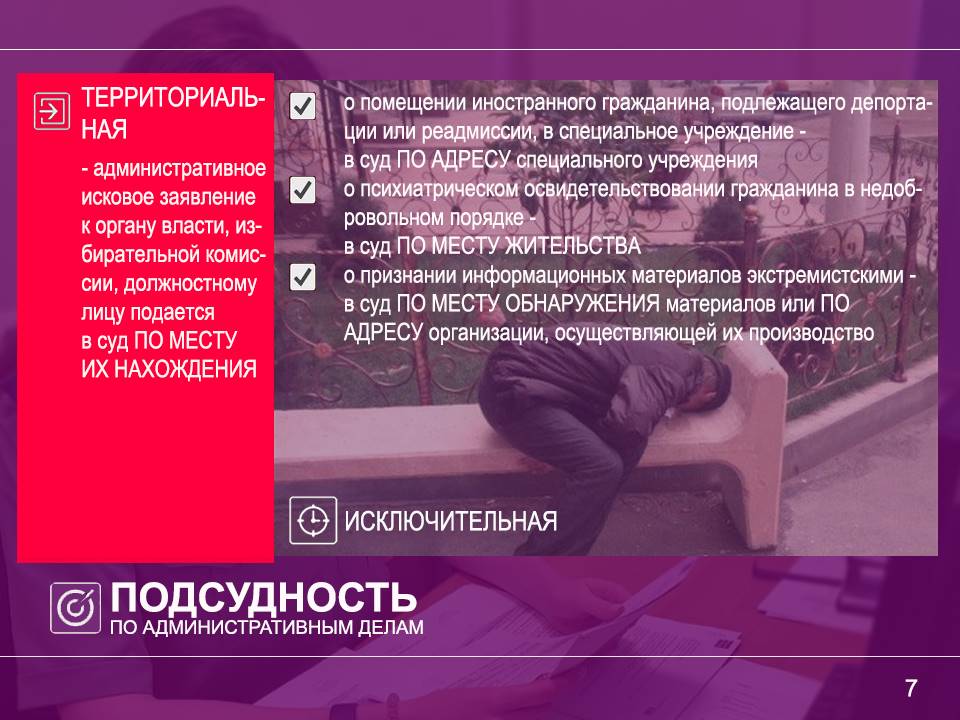 ТЕРРИТОРИАЛЬ-
НАЯ
- административное
исковое заявление
к органу власти, из-
бирательной комис-
сии, должностному
лицу подается
в суд ПО МЕСТУ
ИХ НАХОЖДЕНИЯ
о помещении иностранного гражданина, подлежащего депорта-
ции или реадмиссии, в специальное учреждение -
в суд ПО АДРЕСУ специального учреждения
о психиатрическом освидетельствовании гражданина в недоб-
ровольном порядке -
в суд ПО МЕСТУ ЖИТЕЛЬСТВА
о признании информационных материалов экстремистскими -
в суд ПО МЕСТУ ОБНАРУЖЕНИЯ материалов или ПО
АДРЕСУ организации, осуществляющей их производство
ИСКЛЮЧИТЕЛЬНАЯ
ПОДСУДНОСТЬ
ПО АДМИНИСТРАТИВНЫМ ДЕЛАМ
7